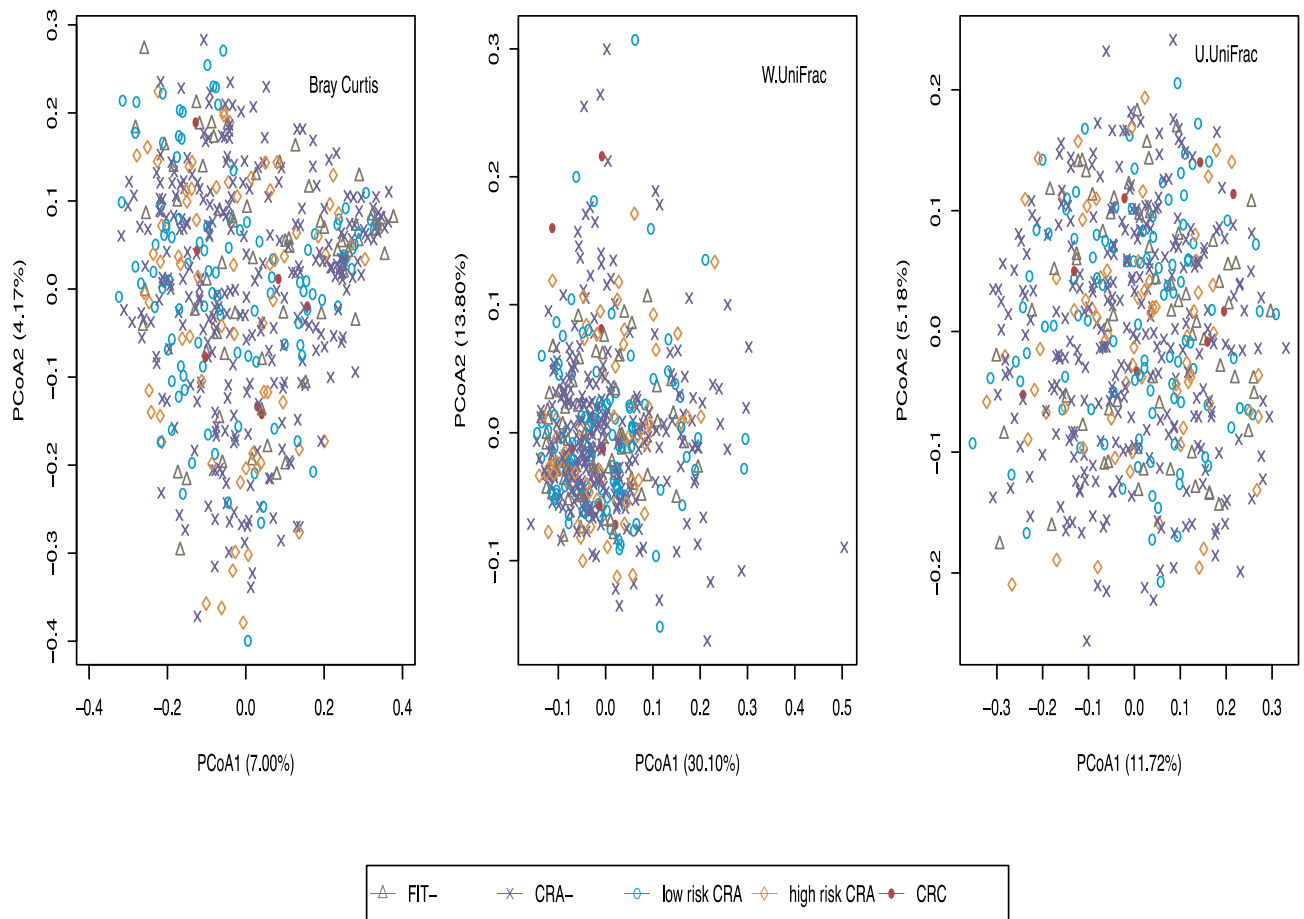 Bray Curtis
PCoA2 (4.17%)
0.3
0.2
0.1
0.0
−0.1
−0.2
−0.3
−0.4
−0.4 −0.2 0.0 0.2 0.4
PCoA1 (7.00%)
W.UniFrac
PCoA2 (13.80%)
0.3
0.2
0.1
0.0
−0.1
−0.1 0.0 0.1 0.2 0.3 0.4 0.5
PCoA1 (30.10%)
U.UniFrac
PCoA2 (5.18%)
0.2
0.1
0.0
−0.1
−0.2
−0.3 −0.2 −0.1 0.0 0.1 0.2 0.3
PCoA1 (11.72%)
FIT− CRA− low risk CRA high risk CRA CRC